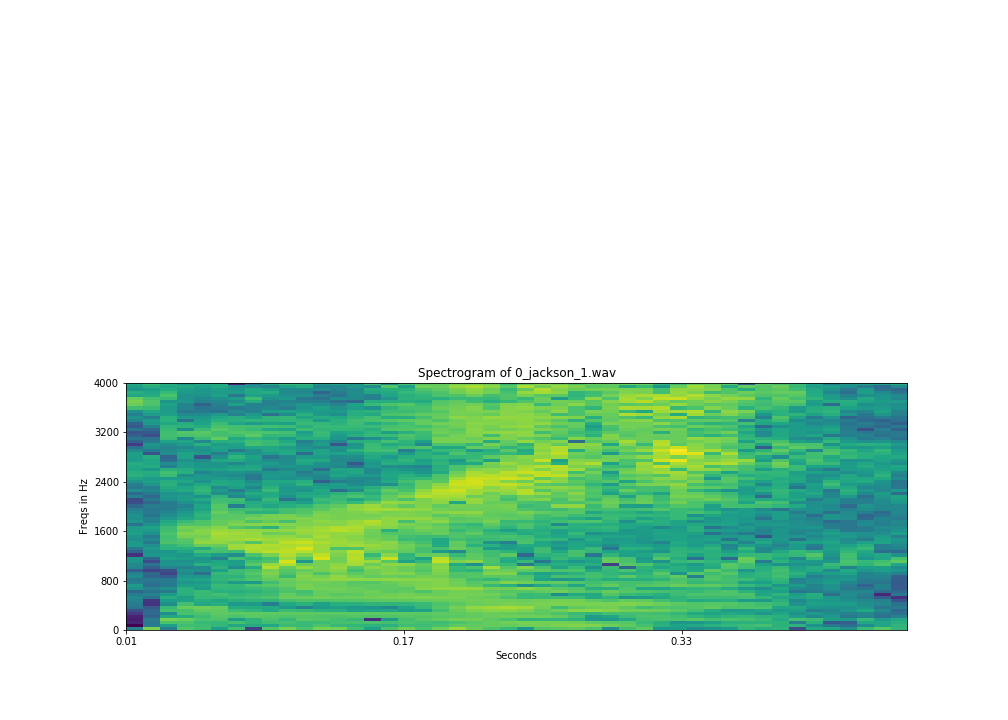 Spectrogram of 0_jackson_1.wav
4000
3200
2400
1600
800
0
Freqs in Hz
0.01 0.17 0.33
Seconds